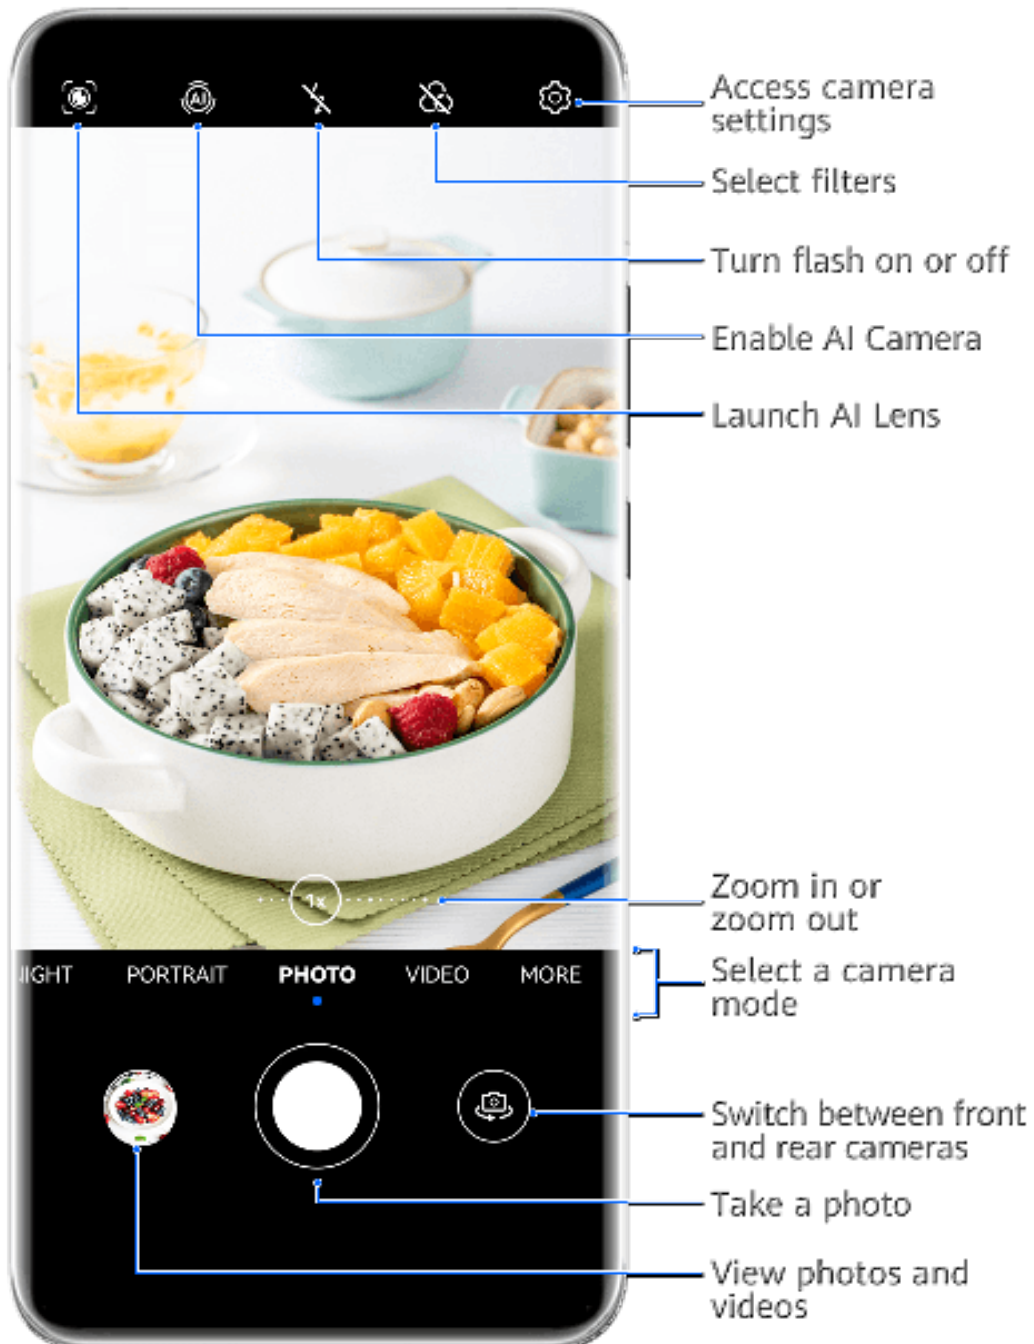 AI
Access camera
settings
Select filters
Turn flash on or off
Enable AI Camera
Launch AI Lens
1x
Zoom in or
zoom out
NIGHT PORTRAIT PHOTO VIDEO MORE
Select a camera
mode
Switch between front
and rear cameras
Take a photo
View photos and
videos